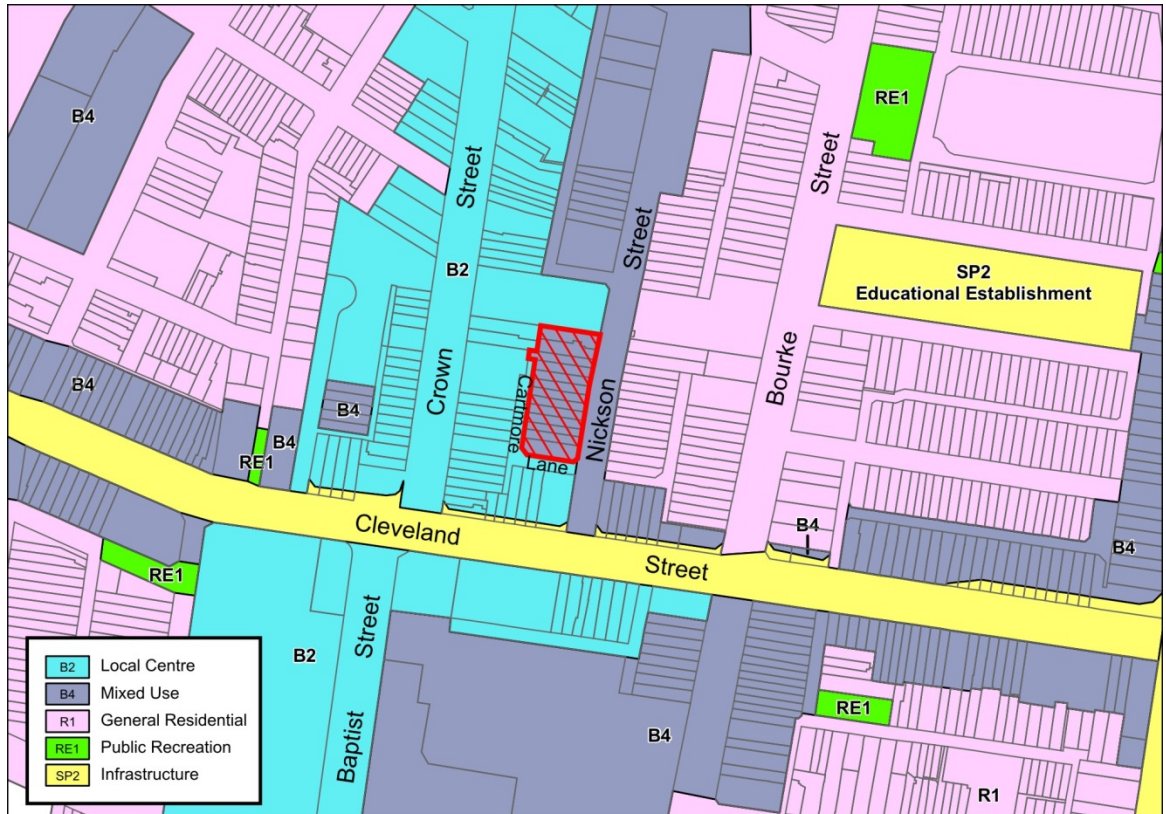 B4
RE1
Street
Street
Street
B2
SP2
Educational Establishment
Crown
Cartmore
Nickson
Bourke
B4
B4
B4
RE1
Lane
Cleveland
Street
B4
B4
RE1
B2
Street
Baptist
B4
RE1
R1
B2 Local Centre
B4 Mixed Use
R1 General Residential
RE1 Public Recreation
SP2 Infrastructure